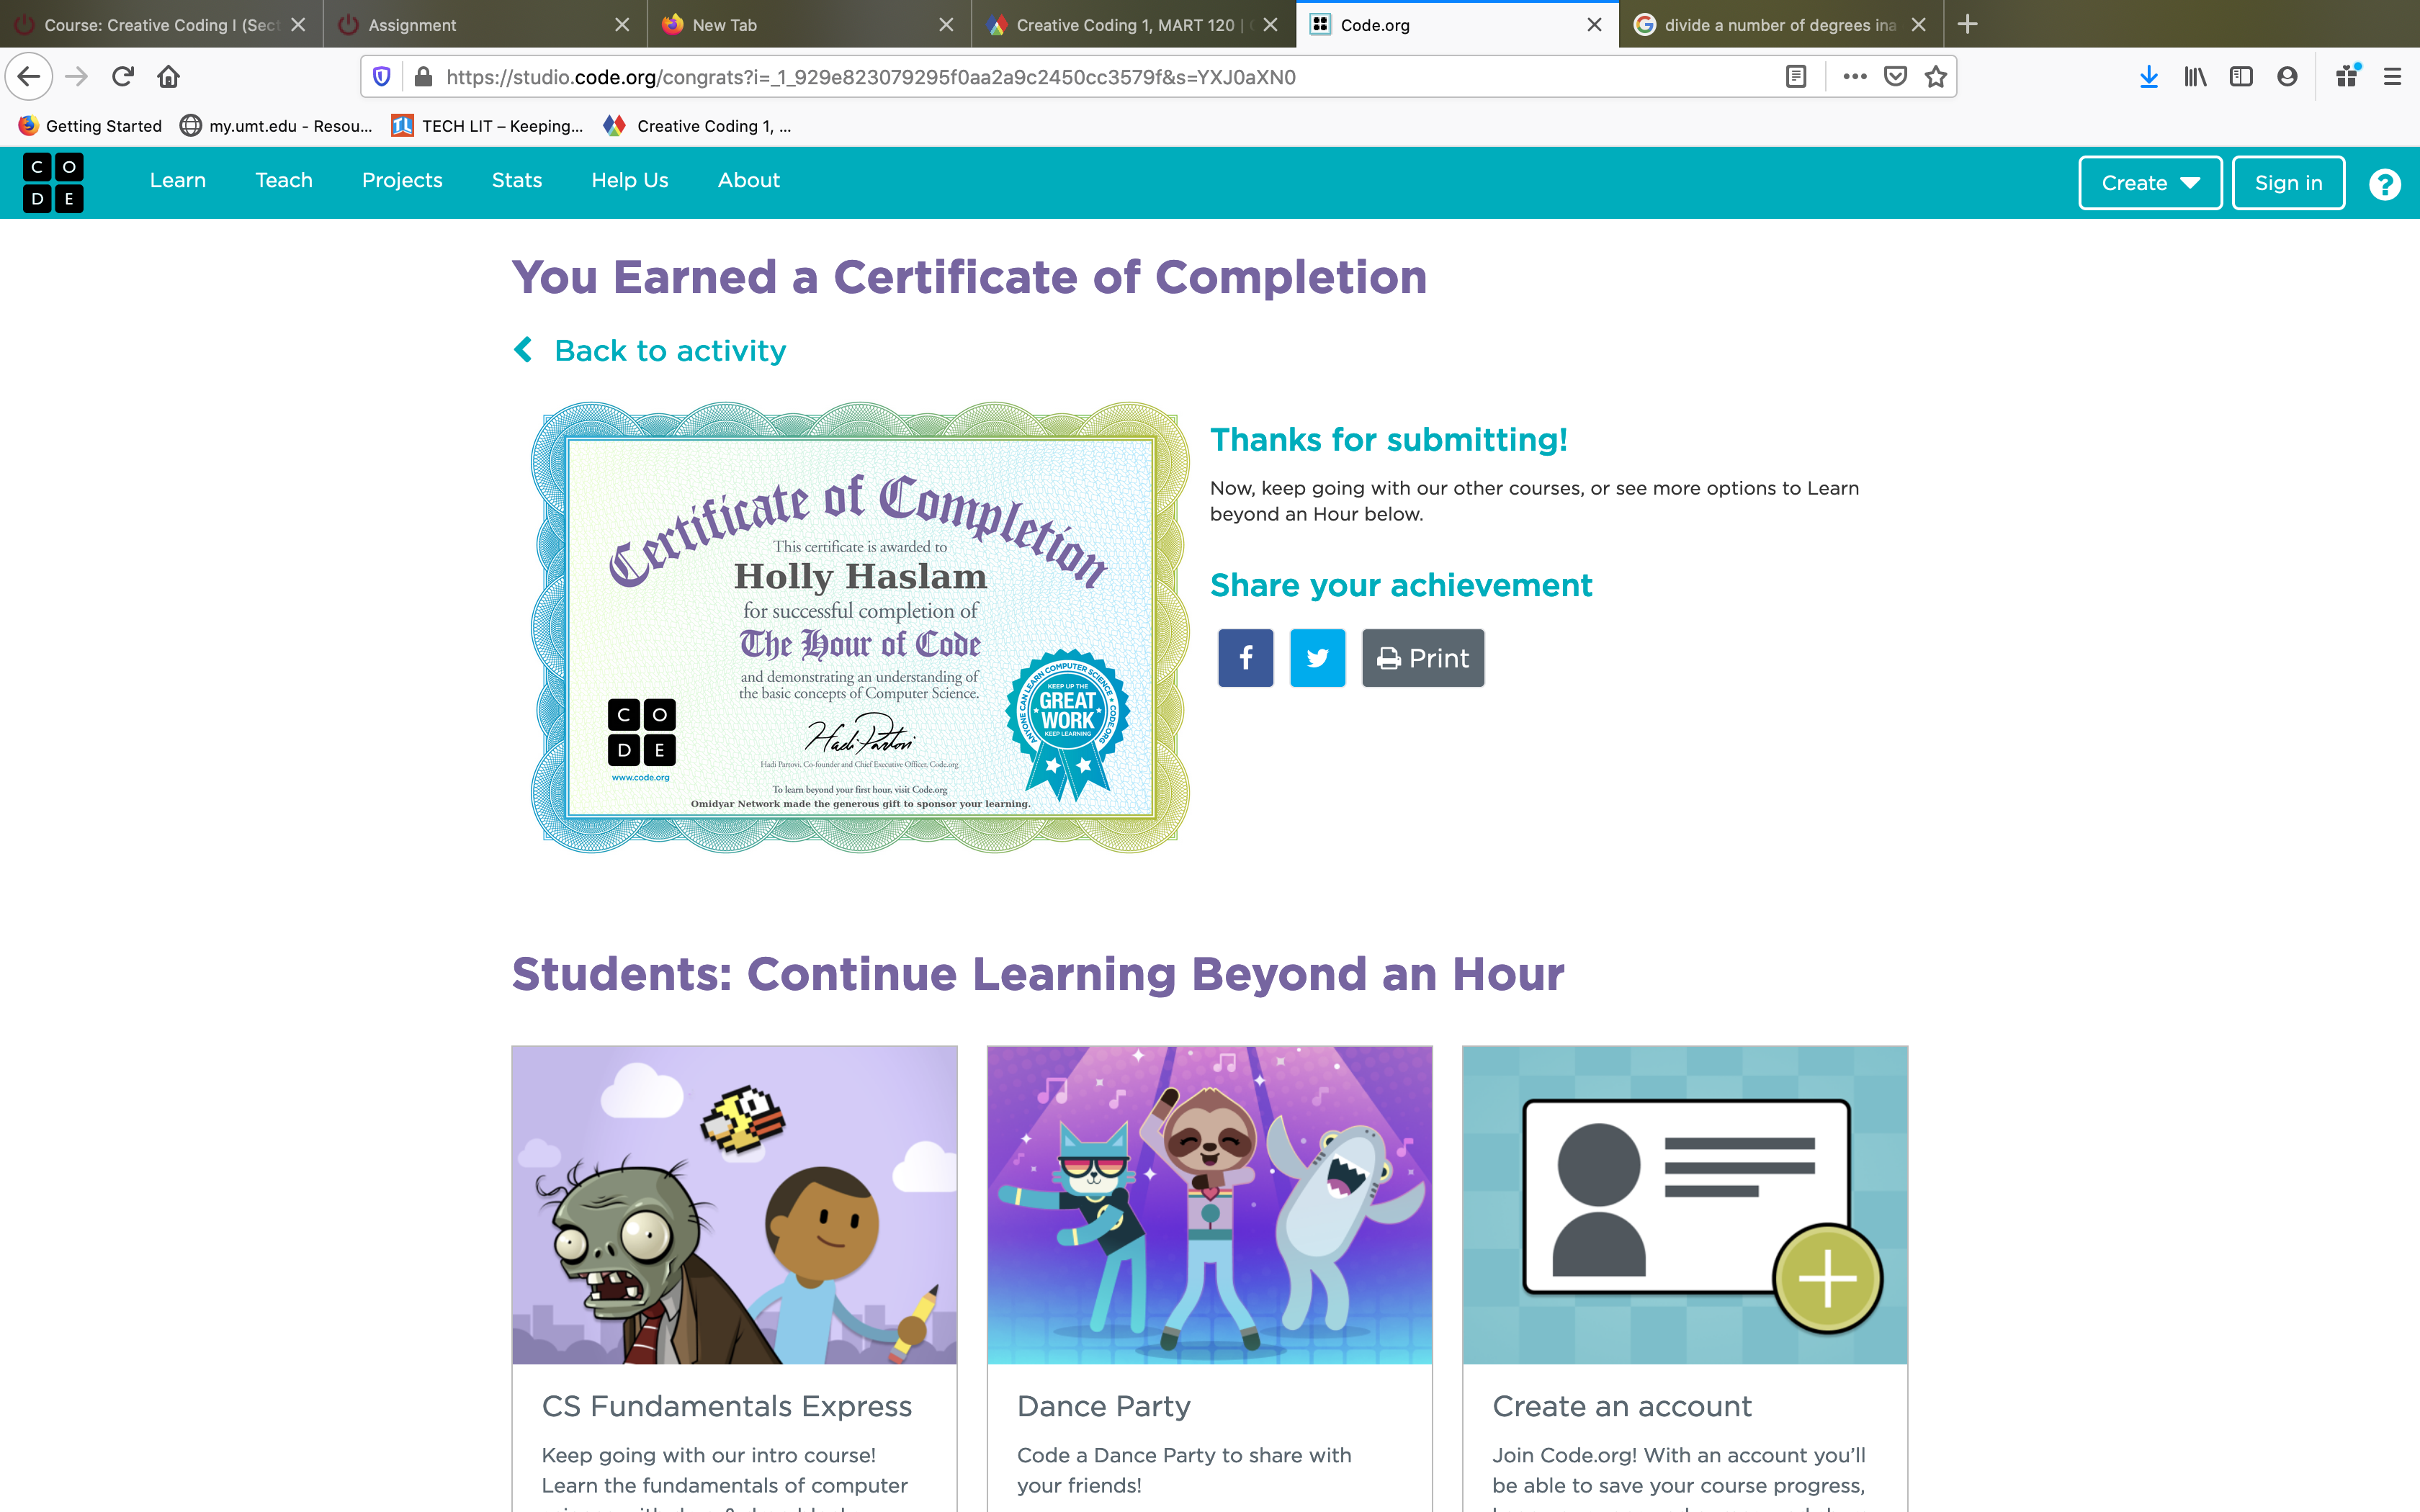 Course: Creative Coding I (Sect
Assignment
New Tab
Creative Coding 1, MART 120 |
Code.org
divide a number of degrees ina
https://studio.code.org/congrats?i=_1_929e823079295f0aa2a9c2450cc3579f&s=YXJ0aXN0
Getting Started
my.umt.edu - Resou...
TECH LIT – Keeping...
Creative Coding 1, ...
C O
D E
Learn
Teach
Projects
Stats
Help Us
About
Create
Sign in
?
You Earned a Certificate of Completion
Back to activity
Certificate of Completion
This certificate is awarded to
Holly Haslam
for successful completion of
The Hour of Code
and demonstrating an understanding of
the basic concepts of Computer Science.
C O
D E
www.code.org
Hadi Partovi
Hadi Partovi, Co-founder and Chief Executive Officer, Code.org
To learn beyond your first hour, visit Code.org
Omidyar Network made the generous gift to sponsor your learning.
ANYONE CAN LEARN COMPUTER SCIENCE • CODE.ORG
KEEP UP THE
GREAT
WORK
KEEP LEARNING
Thanks for submitting!
Now, keep going with our other courses, or see more options to Learn
beyond an Hour below.
Share your achievement
f
Print
Students: Continue Learning Beyond an Hour
CS Fundamentals Express
Keep going with our intro course!
Learn the fundamentals of computer
Dance Party
Code a Dance Party to share with
your friends!
Create an account
Join Code.org! With an account you’ll
be able to save your course progress,